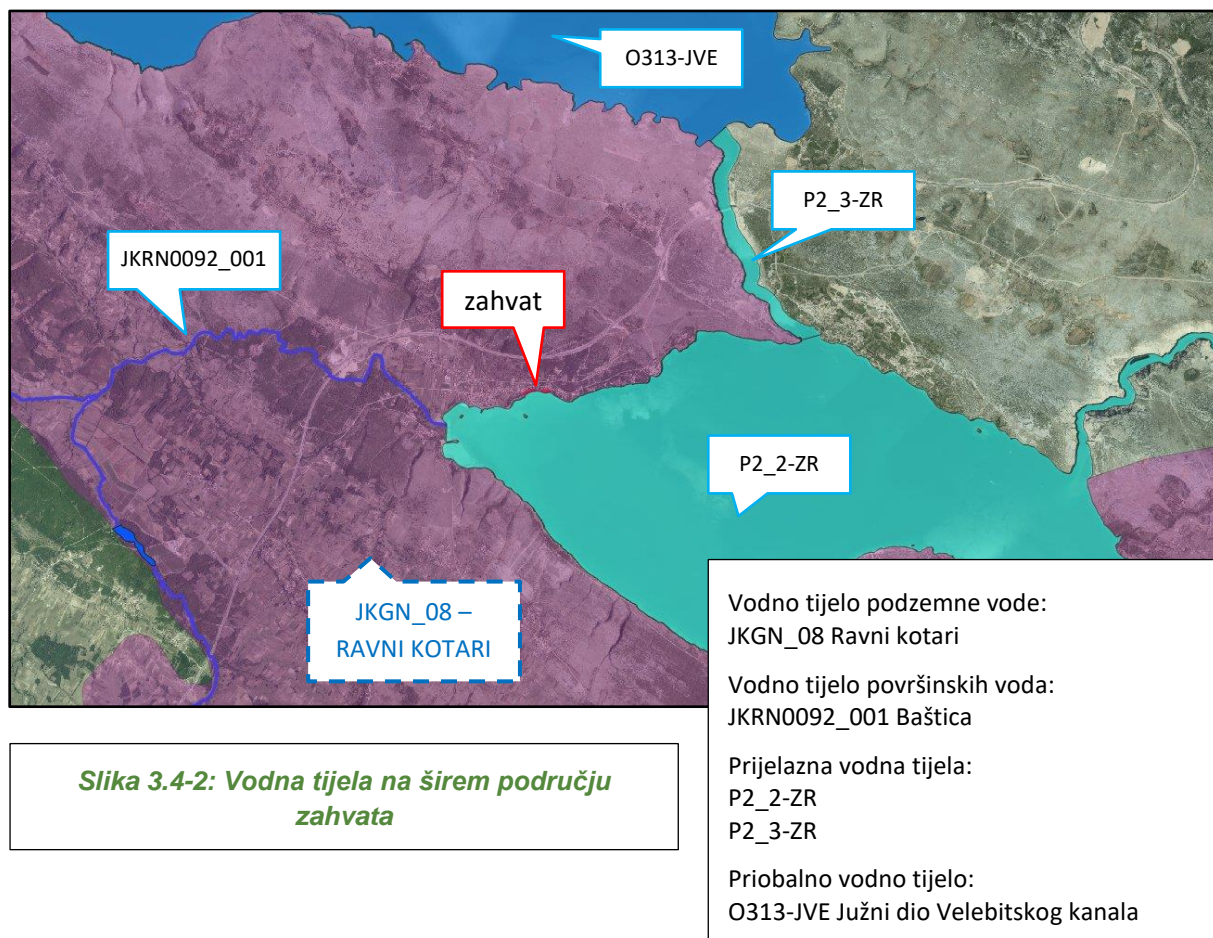 O313-JVE
P2_3-ZR
JKRN0092_001
zahvat
P2_2-ZR
JKGN_08 –
RAVNI KOTARI
Vodno tijelo podzemne vode:
JKGN_08 Ravni kotari
Vodno tijelo površinskih voda:
JKRN0092_001 Baštica
Prijelazna vodna tijela:
P2_2-ZR
P2_3-ZR
Priobalno vodno tijelo:
O313-JVE Južni dio Velebitskog kanala
Slika 3.4-2: Vodna tijela na širem području
zahvata